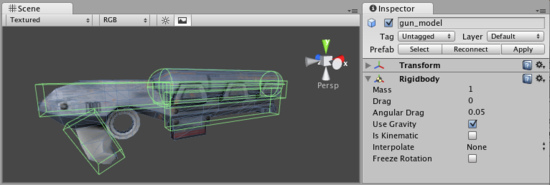 Scene
Textured
RGB
x
Persp
Inspector
gun_model
Tag Untagged Layer Default
Prefab Select Reconnect Apply
Transform
Rigidbody
Mass 1
Drag 0
Angular Drag 0.05
Use Gravity
Is Kinematic
Interpolate None
Freeze Rotation